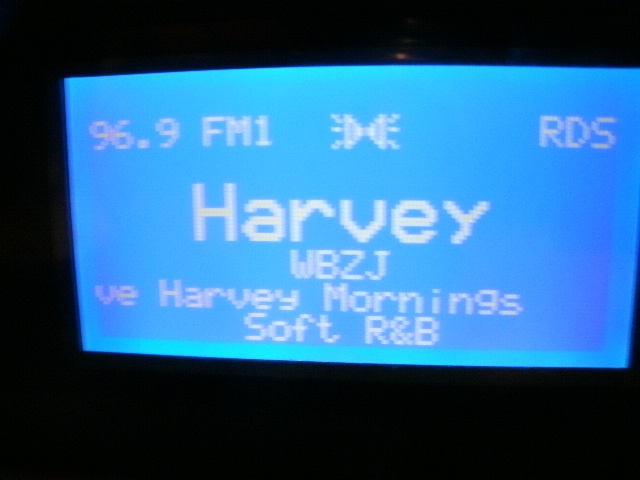 96.9 FM1 RDS
Harvey
WBZJ
ve Harvey Mornings
Soft R&B